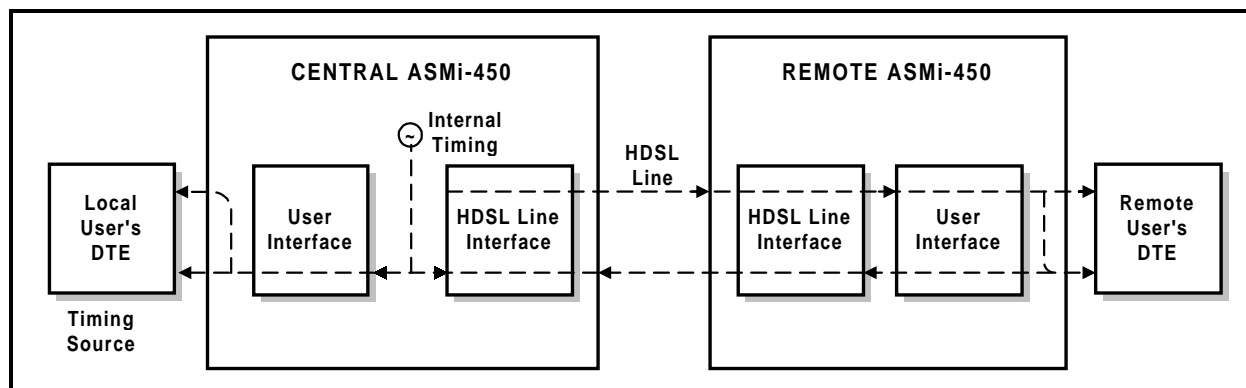 CENTRAL ASMi-450
REMOTE ASMi-450
Internal
Timing
~
HDSL
Line
Local
User's
DTE
User
Interface
HDSL Line
Interface
HDSL Line
Interface
User
Interface
Remote
User's
DTE
Timing
Source